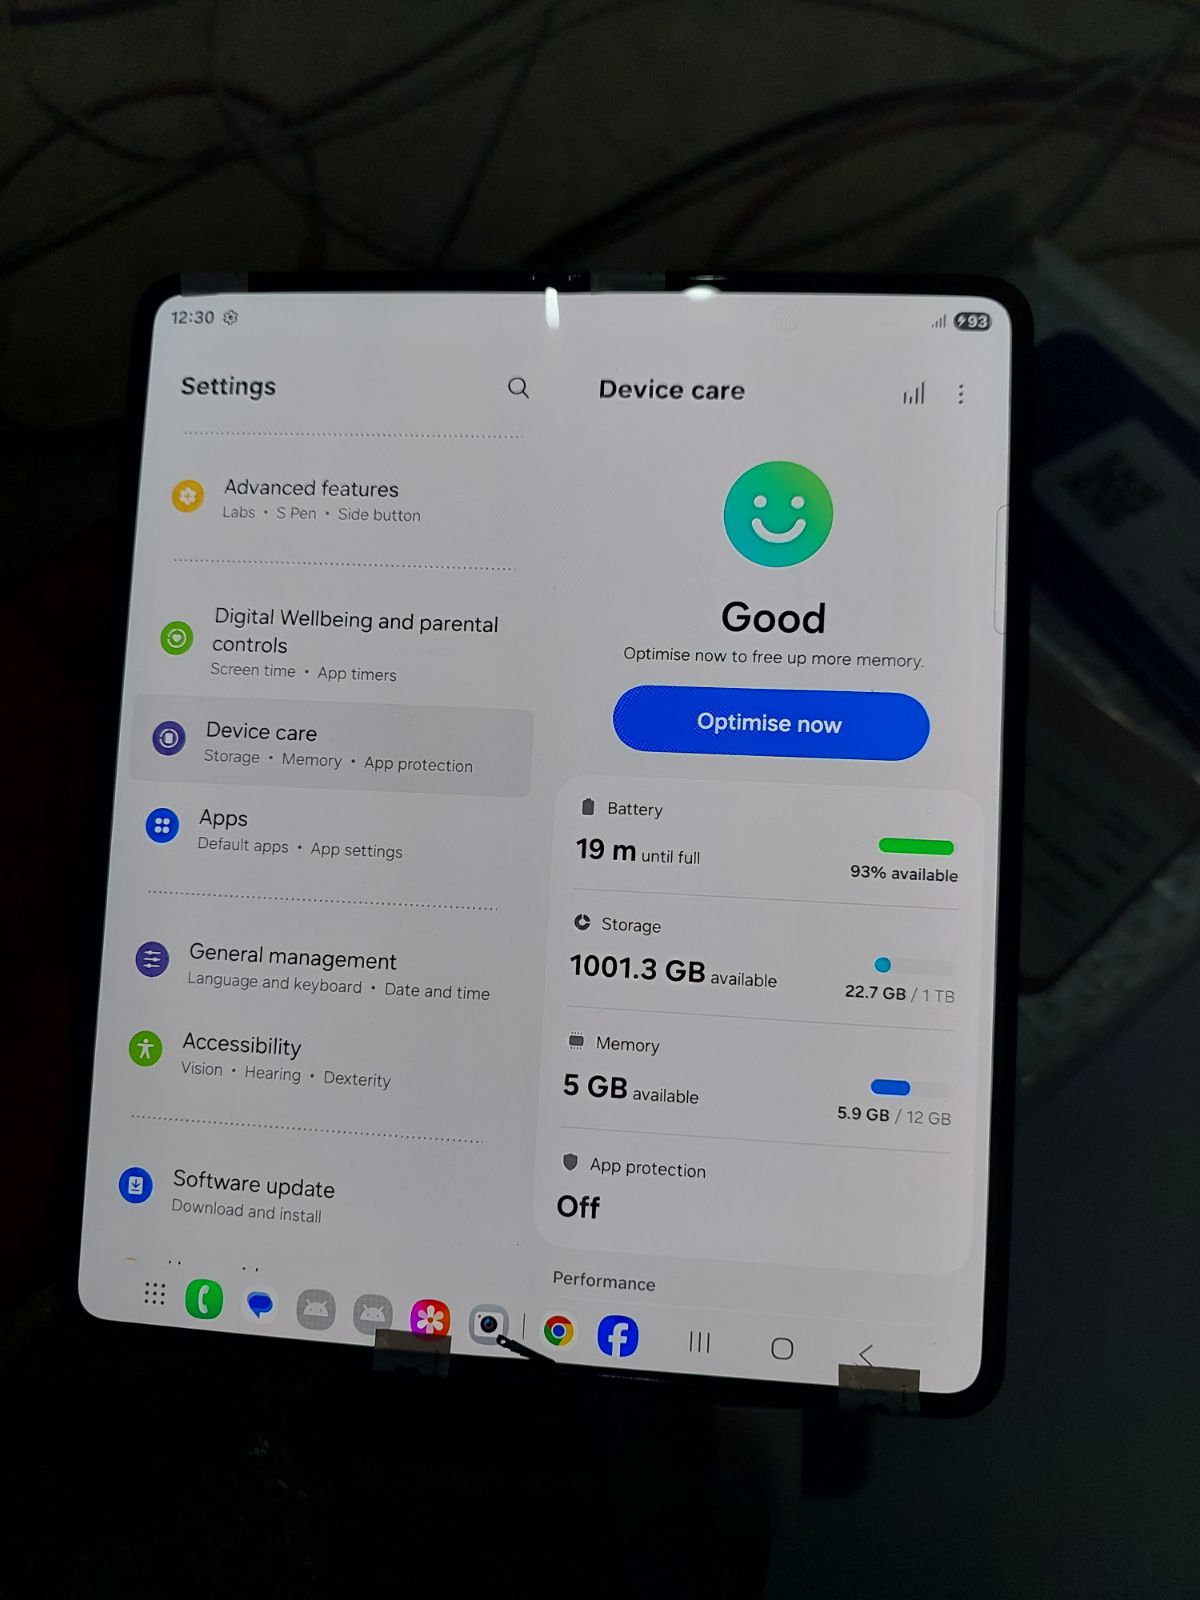 12:30
93
Settings
Advanced features
Labs • S Pen • Side button
Digital Wellbeing and parental
controls
Screen time • App timers
Device care
Storage • Memory • App protection
Apps
Default apps • App settings
General management
Language and keyboard • Date and time
Accessibility
Vision • Hearing • Dexterity
Software update
Download and install
Device care
Good
Optimise now to free up more memory.
Optimise now
Battery
19 m until full
93% available
Storage
1001.3 GB available
22.7 GB / 1 TB
Memory
5 GB available
5.9 GB / 12 GB
App protection
Off
Performance